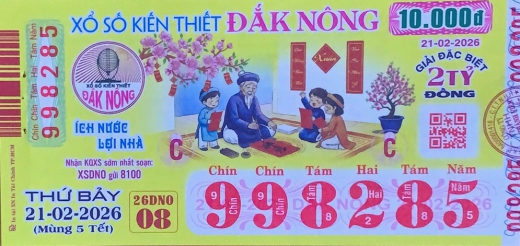 XỔ SỐ KIẾN THIẾT ĐẮK NÔNG
10.000đ
21-02-2026
GIẢI ĐẶC BIỆT
2 TỶ
ĐỒNG
998285
Chín Chín Tám Hai Tám Năm
XỔ SỐ KIẾN THIẾT
ĐẮK NÔNG
ÍCH NƯỚC
LỢI NHÀ
Nhận KQXS sớm nhất soạn:
XSDNO gửi 8100
Xuân
C
C
THỨ BẢY
21-02-2026
(Mùng 5 Tết)
26DNO
08
Chín Chín Tám Hai Tám Năm
998285